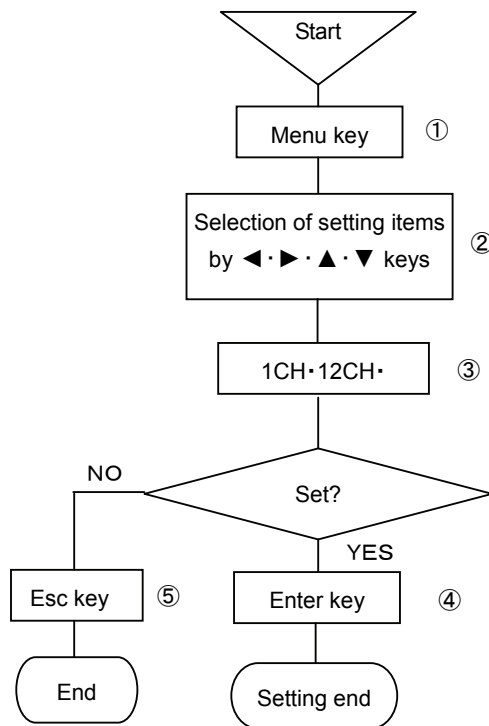 Start
Menu key
①
Selection of setting items
by ◀・▶・▲・▼ keys
②
1CH・12CH・
③
Set?
NO
YES
Esc key
⑤
Enter key
④
End
Setting end